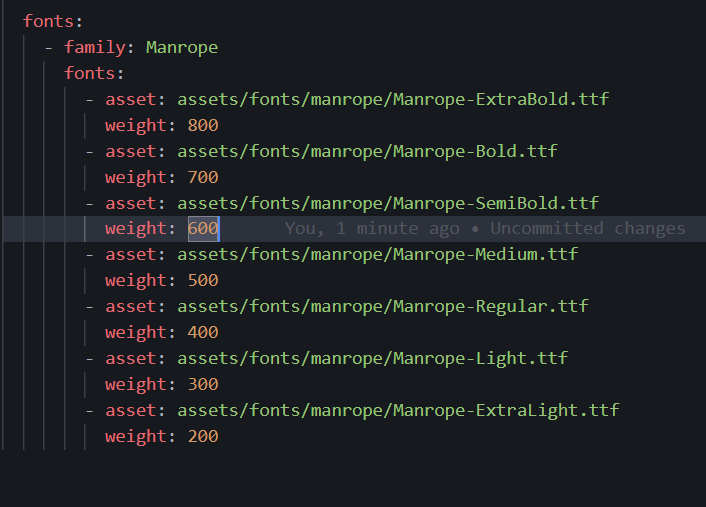 fonts:
- family: Manrope
fonts:
- asset: assets/fonts/manrope/Manrope-ExtraBold.ttf
weight: 800
- asset: assets/fonts/manrope/Manrope-Bold.ttf
weight: 700
- asset: assets/fonts/manrope/Manrope-SemiBold.ttf
weight: 600 You, 1 minute ago • Uncommitted changes
- asset: assets/fonts/manrope/Manrope-Medium.ttf
weight: 500
- asset: assets/fonts/manrope/Manrope-Regular.ttf
weight: 400
- asset: assets/fonts/manrope/Manrope-Light.ttf
weight: 300
- asset: assets/fonts/manrope/Manrope-ExtraLight.ttf
weight: 200